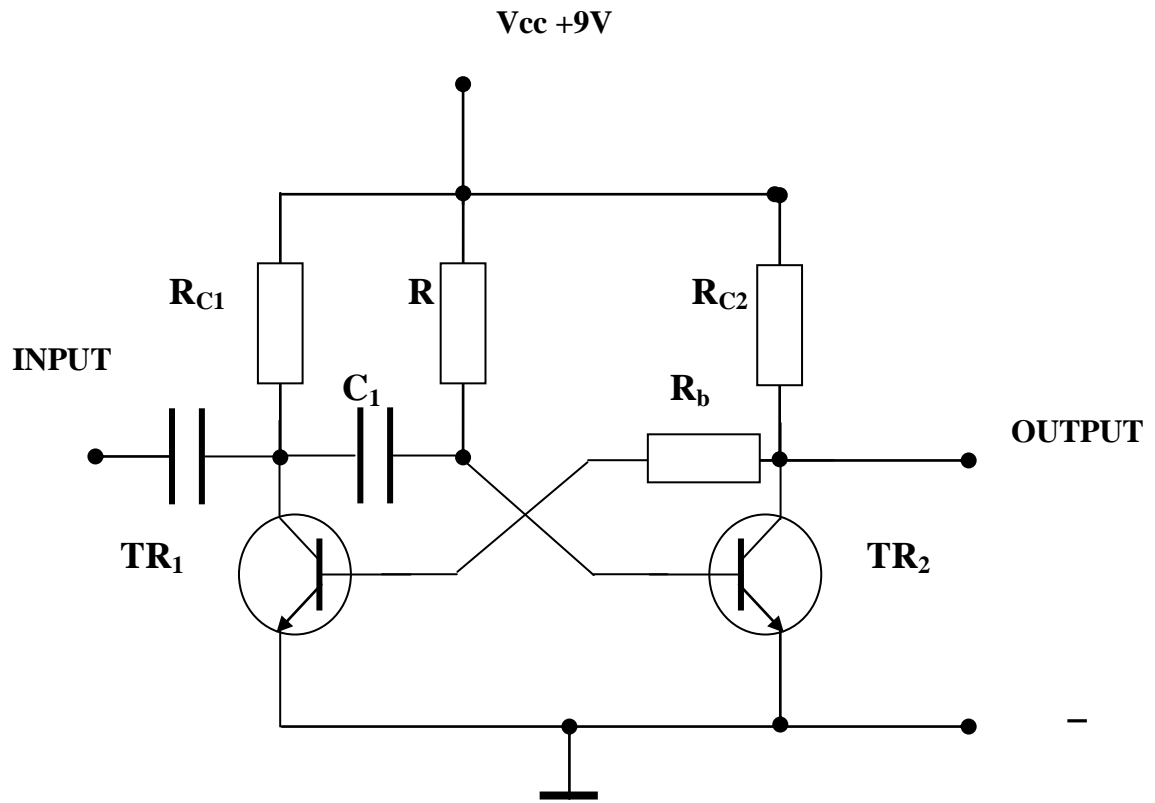 Vcc +9V
RC1
R
RC2
INPUT
C1
Rb
OUTPUT
TR1
TR2
–